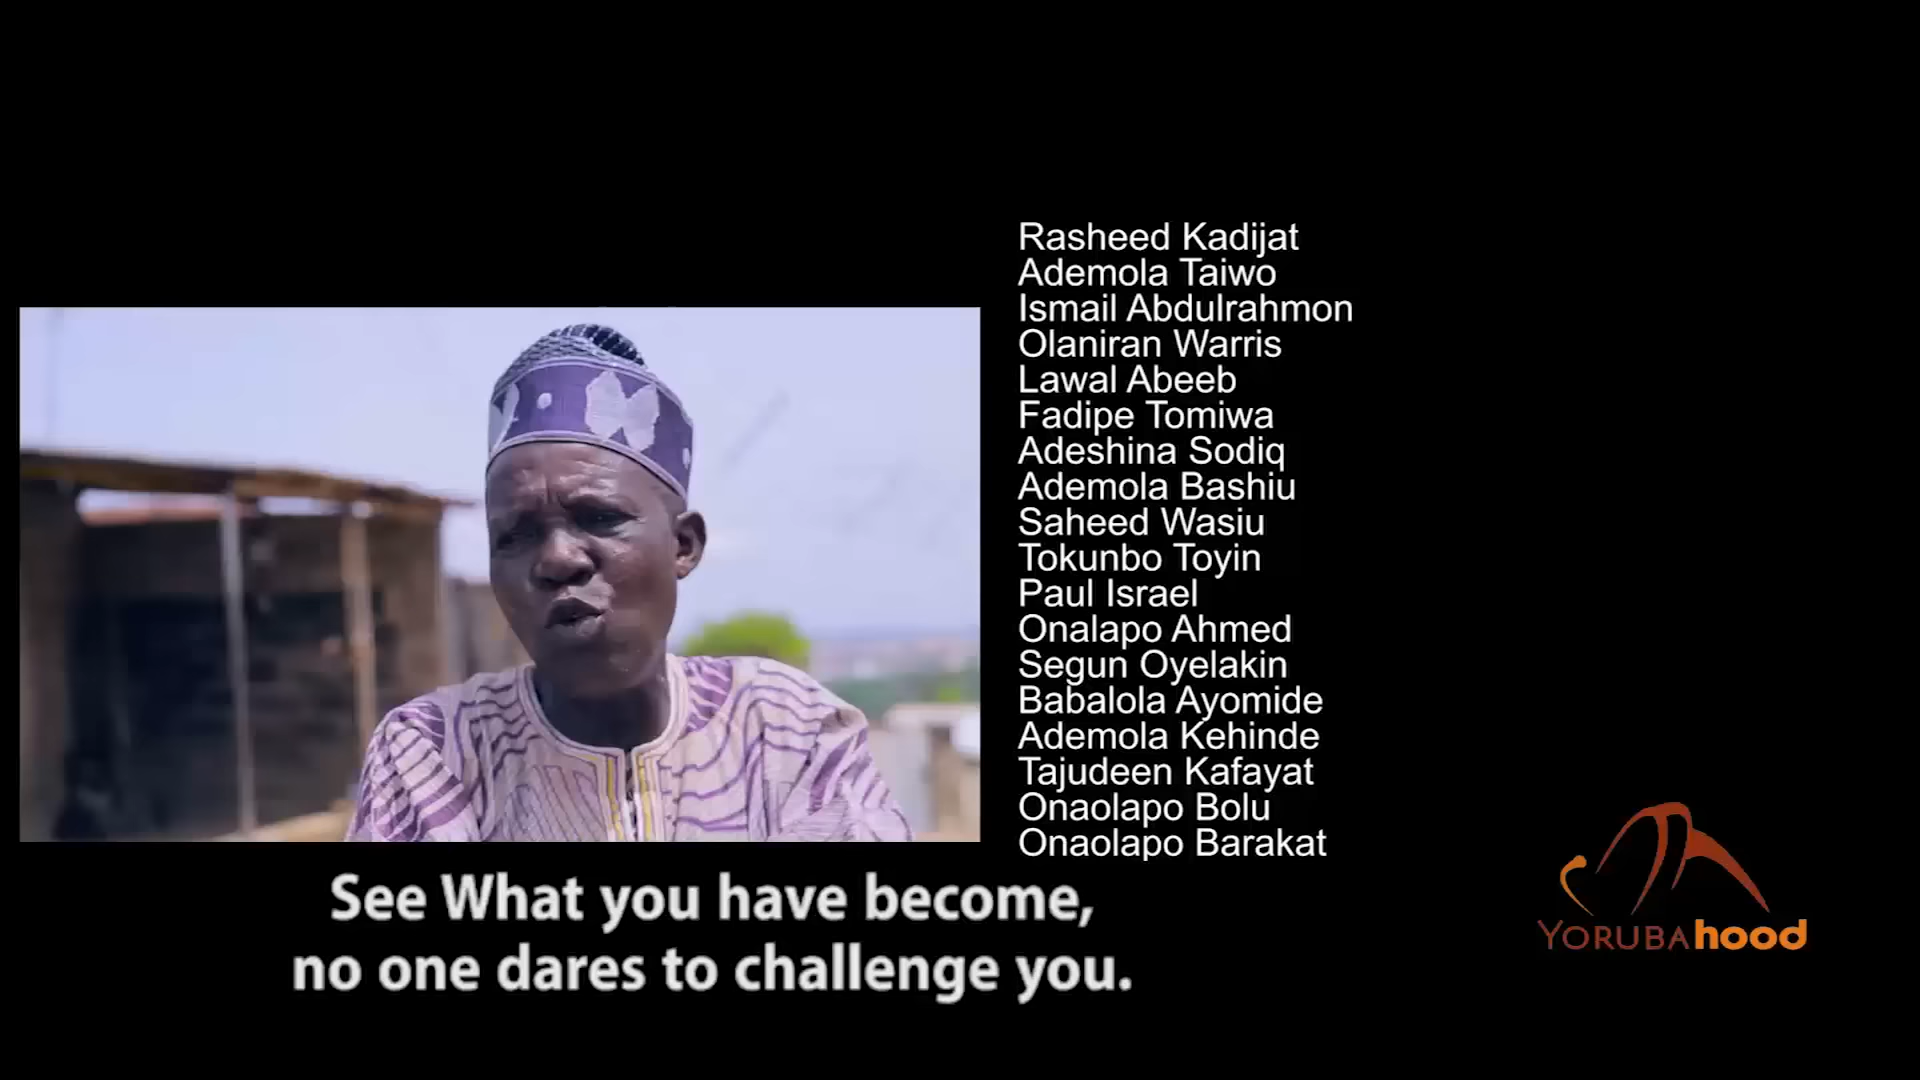 Rasheed Kadijat
Ademola Taiwo
Ismail Abdulrahmon
Olaniran Warris
Lawal Abeeb
Fadipe Tomiwa
Adeshina Sodiq
Ademola Bashiu
Saheed Wasiu
Tokunbo Toyin
Paul Israel
Onalapo Ahmed
Segun Oyelakin
Babalola Ayomide
Ademola Kehinde
Tajudeen Kafayat
Onaolapo Bolu
Onaolapo Barakat
See What you have become,
no one dares to challenge you.
YORUBAhood